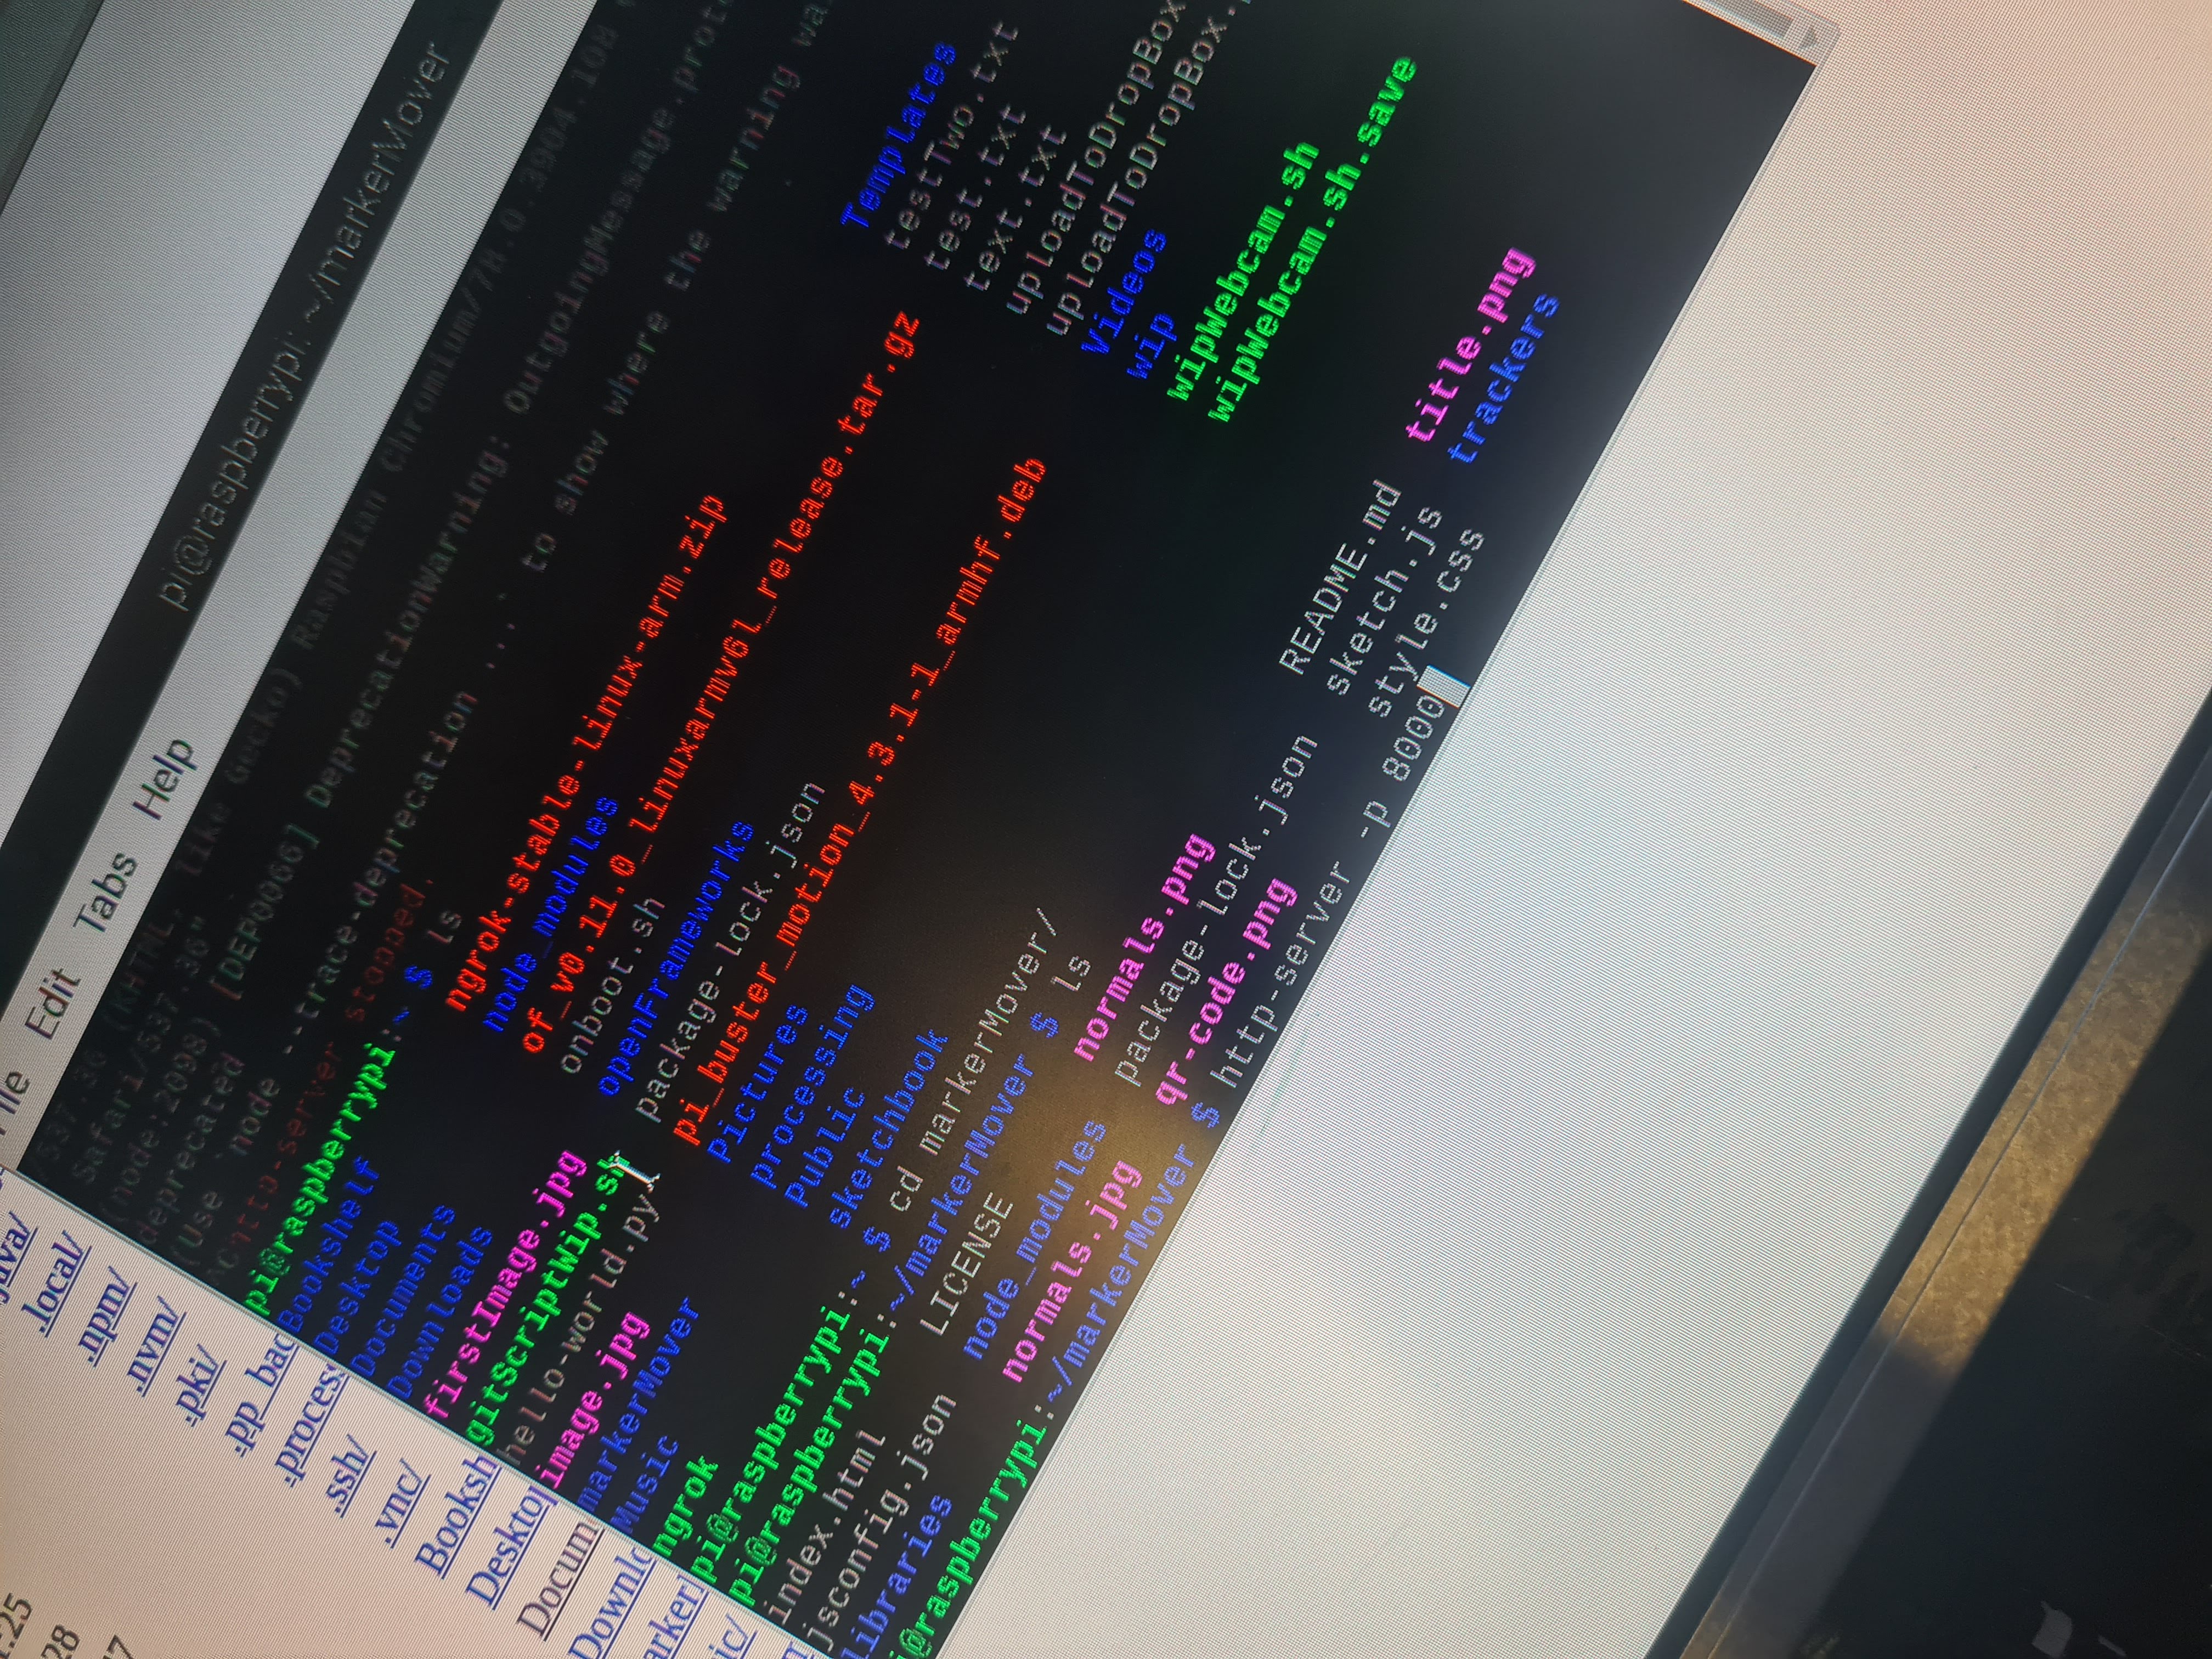 :25
28
java/
.local/
.npm/
.nvm/
.pki/
.pp_bac
.process
.ssh/
.vnc/
Booksh
Desktop
Docum
Downlo
arker
ic/
pi@raspberrypi: ~/markerMover
File Edit Tabs Help
/537.36 (KHTML, like Gecko) Raspbian Chromium/78.0.3904.108
Safari/537.36"
(node:2098) [DEP0066] DeprecationWarning: OutgoingMessage.prot
deprecated
(Use `node --trace-deprecation ...` to show where the warning wa
^Chttp-server stopped.
pi@raspberrypi:~ $ ls
Bookshelf ngrok-stable-linux-arm.zip Templates
Desktop node_modules testTwo.txt
Documents of_v0.11.0_linuxarmv6l_release.tar.gz test.txt
Downloads onboot.sh text.txt
firstImage.jpg openFrameworks uploadToDropBox
gitScriptWip.sh package-lock.json uploadToDropBox.
hello-world.py pi_buster_motion_4.3.1-1_armhf.deb Videos
image.jpg Pictures wip
markerMover processing wipWebcam.sh
Music Public wipWebcam.sh.save
ngrok sketchbook
pi@raspberrypi:~ $ cd markerMover/
pi@raspberrypi:~/markerMover $ ls
index.html LICENSE normals.png README.md title.png
jsconfig.json node_modules package-lock.json sketch.js trackers
libraries normals.jpg qr-code.png style.css
pi@raspberrypi:~/markerMover $ http-server -p 8000